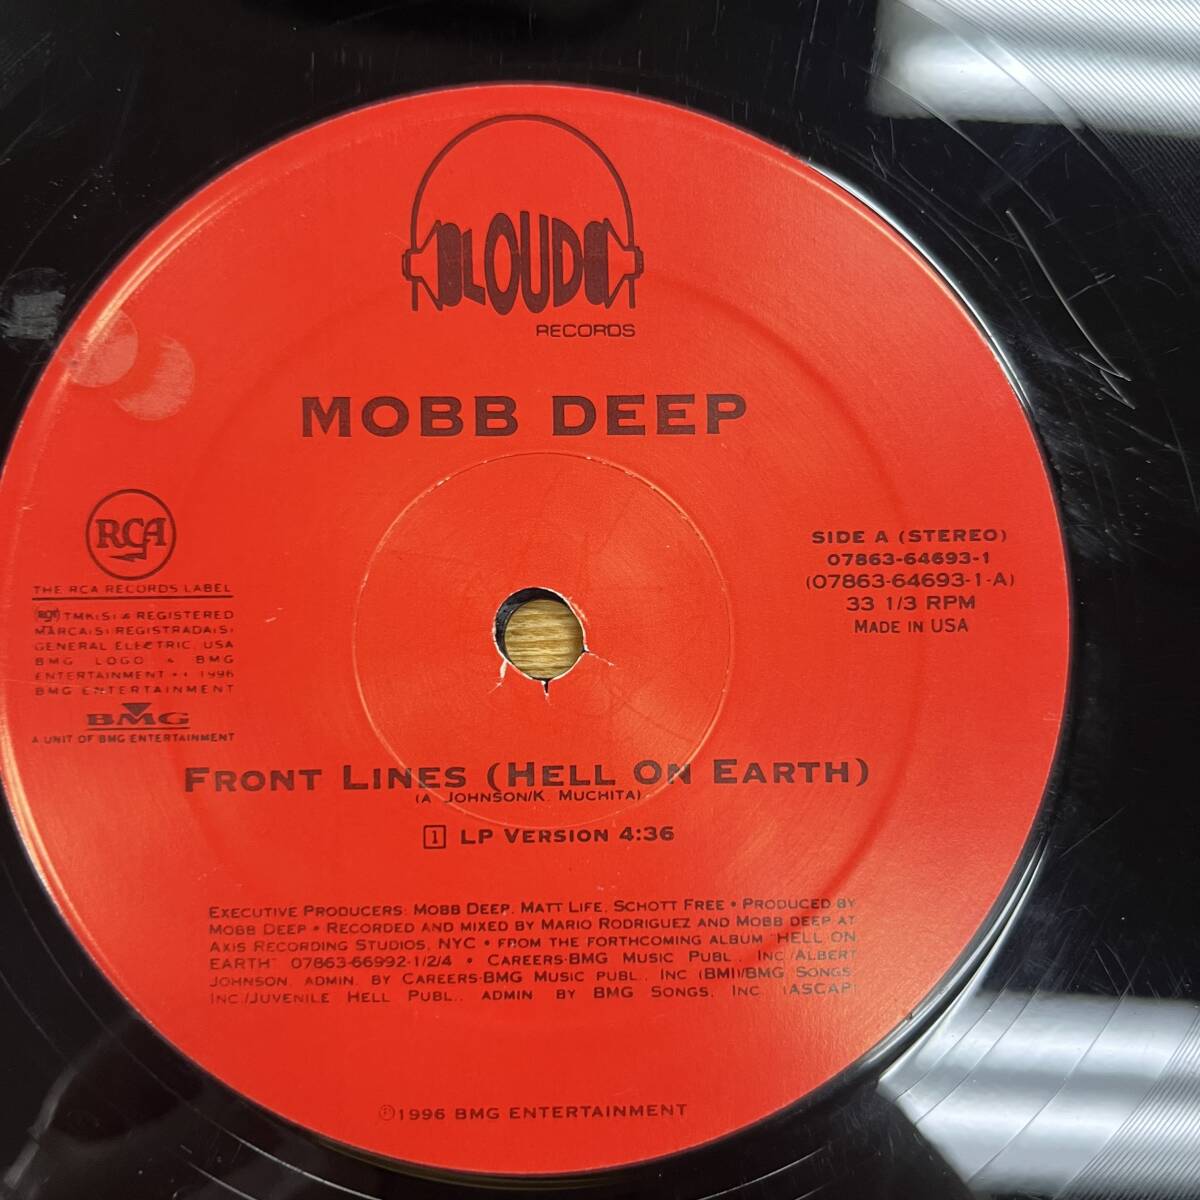 LOUD
RECORDS
MOBB DEEP
RCA
THE RCA RECORDS LABEL
TMK(S) ® REGISTERED
MARCA(S) REGISTRADA(S)
GENERAL ELECTRIC, USA
BMG LOGO ® BMG
ENTERTAINMENT • 1996
BMG ENTERTAINMENT
BMG
A UNIT OF BMG ENTERTAINMENT
SIDE A (STEREO)
07863-64693-1
(07863-64693-1-A)
33 1/3 RPM
MADE IN USA
FRONT LINES (HELL ON EARTH)
(A. JOHNSON/K. MUCHITA)
1 LP VERSION 4:36
EXECUTIVE PRODUCERS: MOBB DEEP, MATT LIFE, SCHOTT FREE • PRODUCED BY
MOBB DEEP • RECORDED AND MIXED BY MARIO RODRIGUEZ AND MOBB DEEP AT
AXIS RECORDING STUDIOS, NYC • FROM THE FORTHCOMING ALBUM "HELL ON
EARTH" 07863-66992-1/2/4 • CAREERS-BMG MUSIC PUBL., INC./ALBERT
JOHNSON, ADMIN. BY CAREERS-BMG MUSIC PUBL., INC (BMI)/BMG SONGS,
INC./JUVENILE HELL PUBL., ADMIN BY BMG SONGS, INC. (ASCAP)
℗1996 BMG ENTERTAINMENT